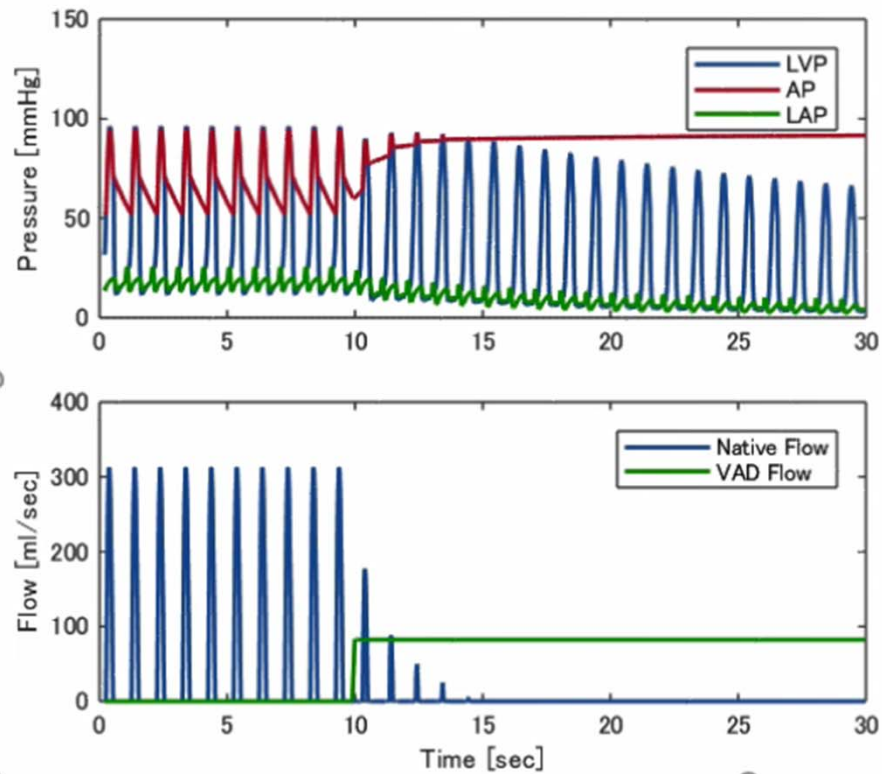 150
100
50
0
Pressure [mmHg]
LVP
AP
LAP
0 5 10 15 20 25 30
400
300
200
100
0
Flow [ml/sec]
Native Flow
VAD Flow
0 5 10 15 20 25 30
Time [sec]